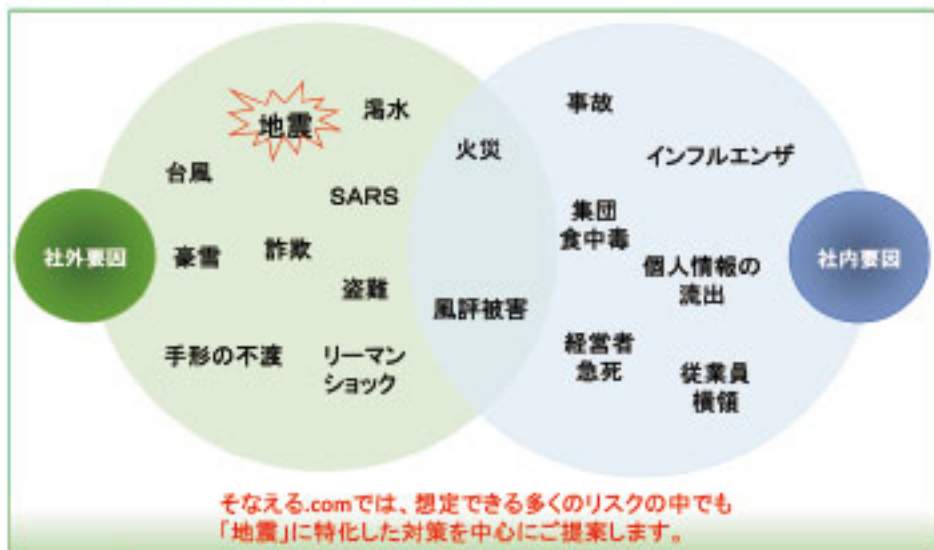 地震
渇水
事故
火災
インフルエンザ
台風
SARS
集団
食中毒
社外要因
豪雪
詐欺
個人情報の
流出
社内要因
盗難
風評被害
手形の不渡
リーマン
ショック
経営者
急死
従業員
横領
そなえる.comでは、想定できる多くのリスクの中でも
「地震」に特化した対策を中心にご提案します。